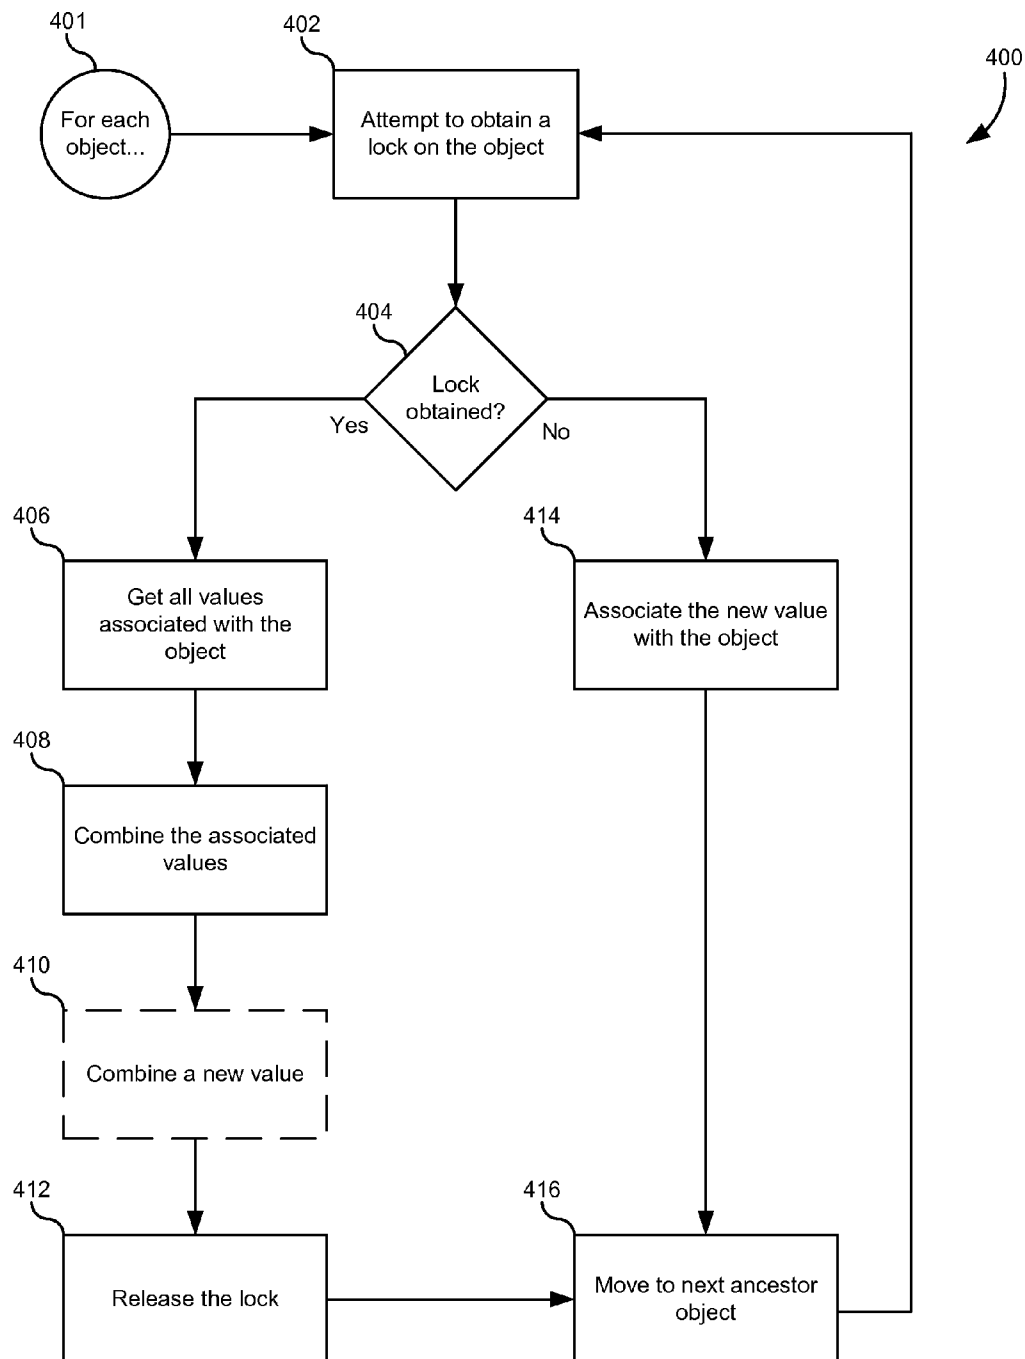 401
402
400
For each
object...
Attempt to obtain a
lock on the object
404
Lock
obtained?
Yes
No
406
414
Get all values
associated with the
object
Associate the new value
with the object
408
Combine the associated
values
410
Combine a new value
412
416
Release the lock
Move to next ancestor
object